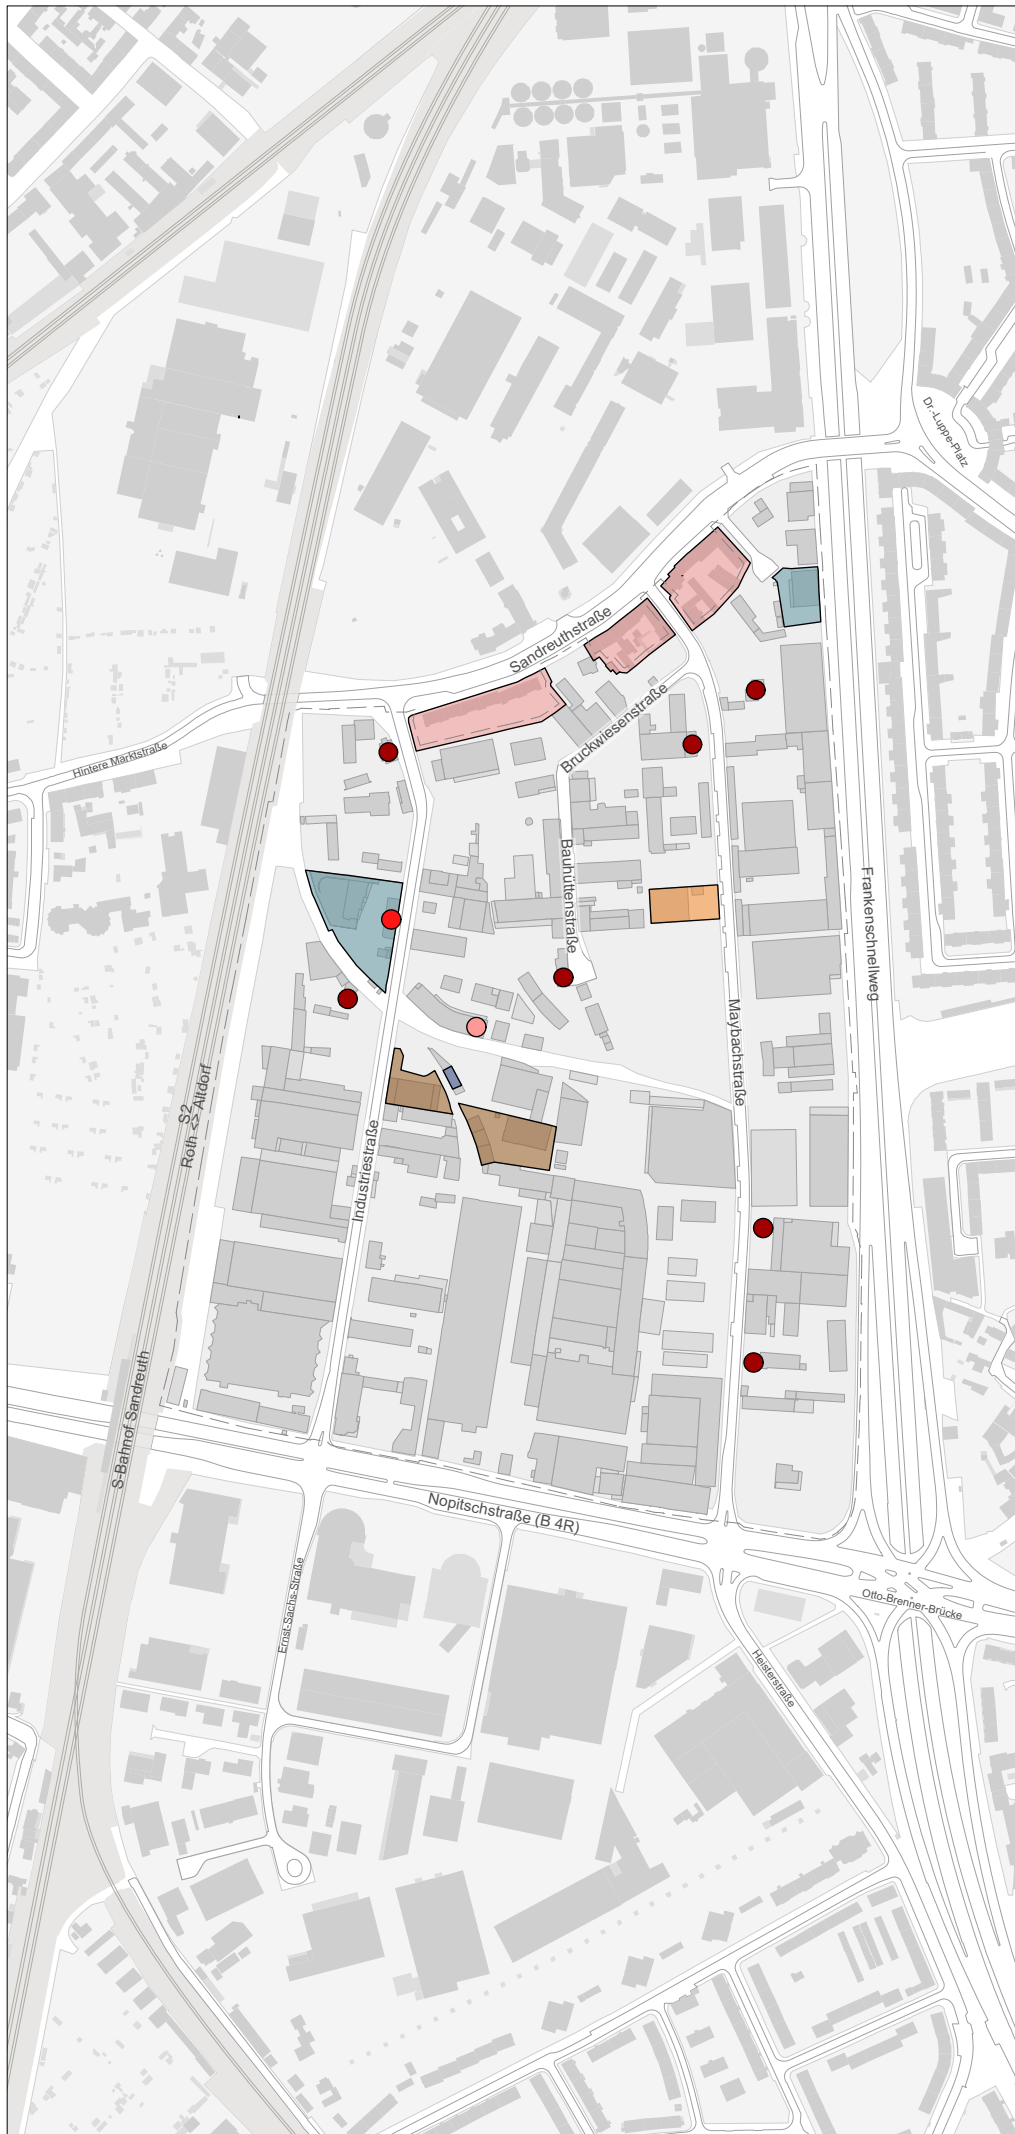 Dr.-Luppe-Platz
Sandreuthstraße
Bruckwiesenstraße
Hintere Marktstraße
Bauhüttenstraße
Frankenschnellweg
Maybachstraße
S2
Roth <> Altdorf
Industriestraße
S-Bahnhof Sandreuth
Nopitschstraße (B 4R)
Ernst-Sachs-Straße
Otto-Brenner-Brücke
Heisterstraße